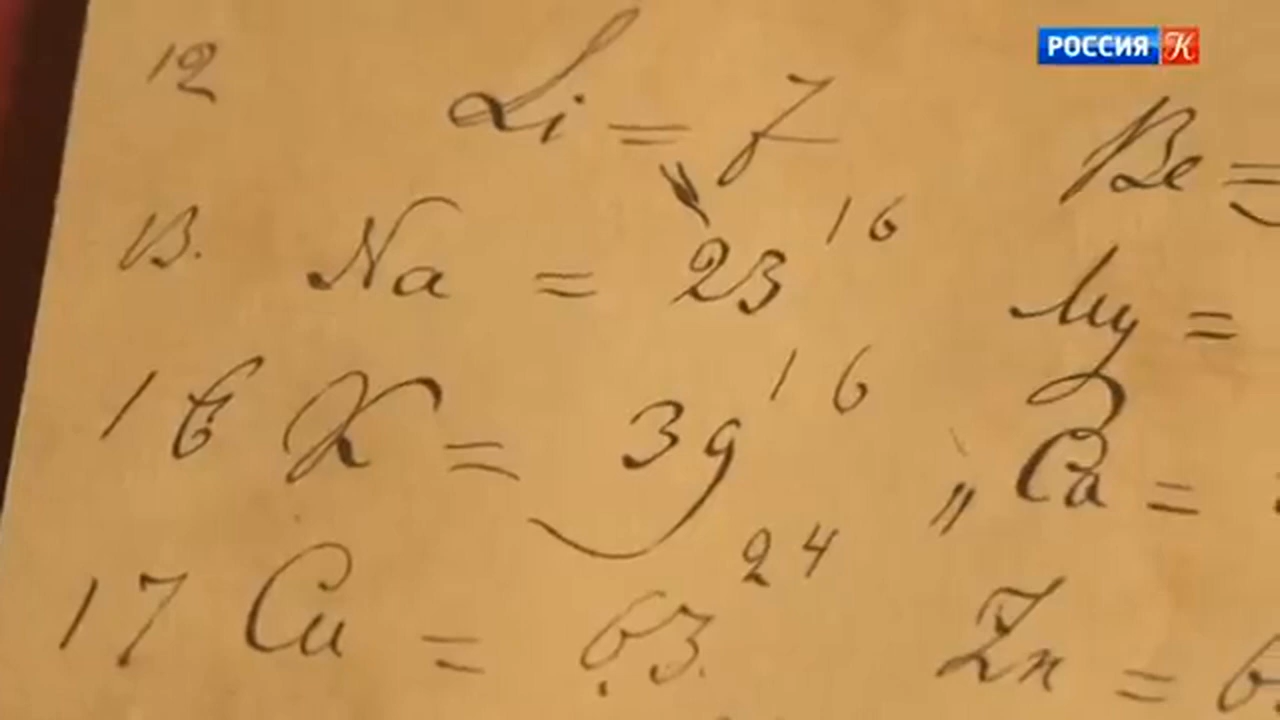 РОССИЯ К
12 Li = 7 Be =
13. Na = 23 16 Mg =
16 K = 39 16 „ Ca =
17 Cu = 63. 24 Zn = 6